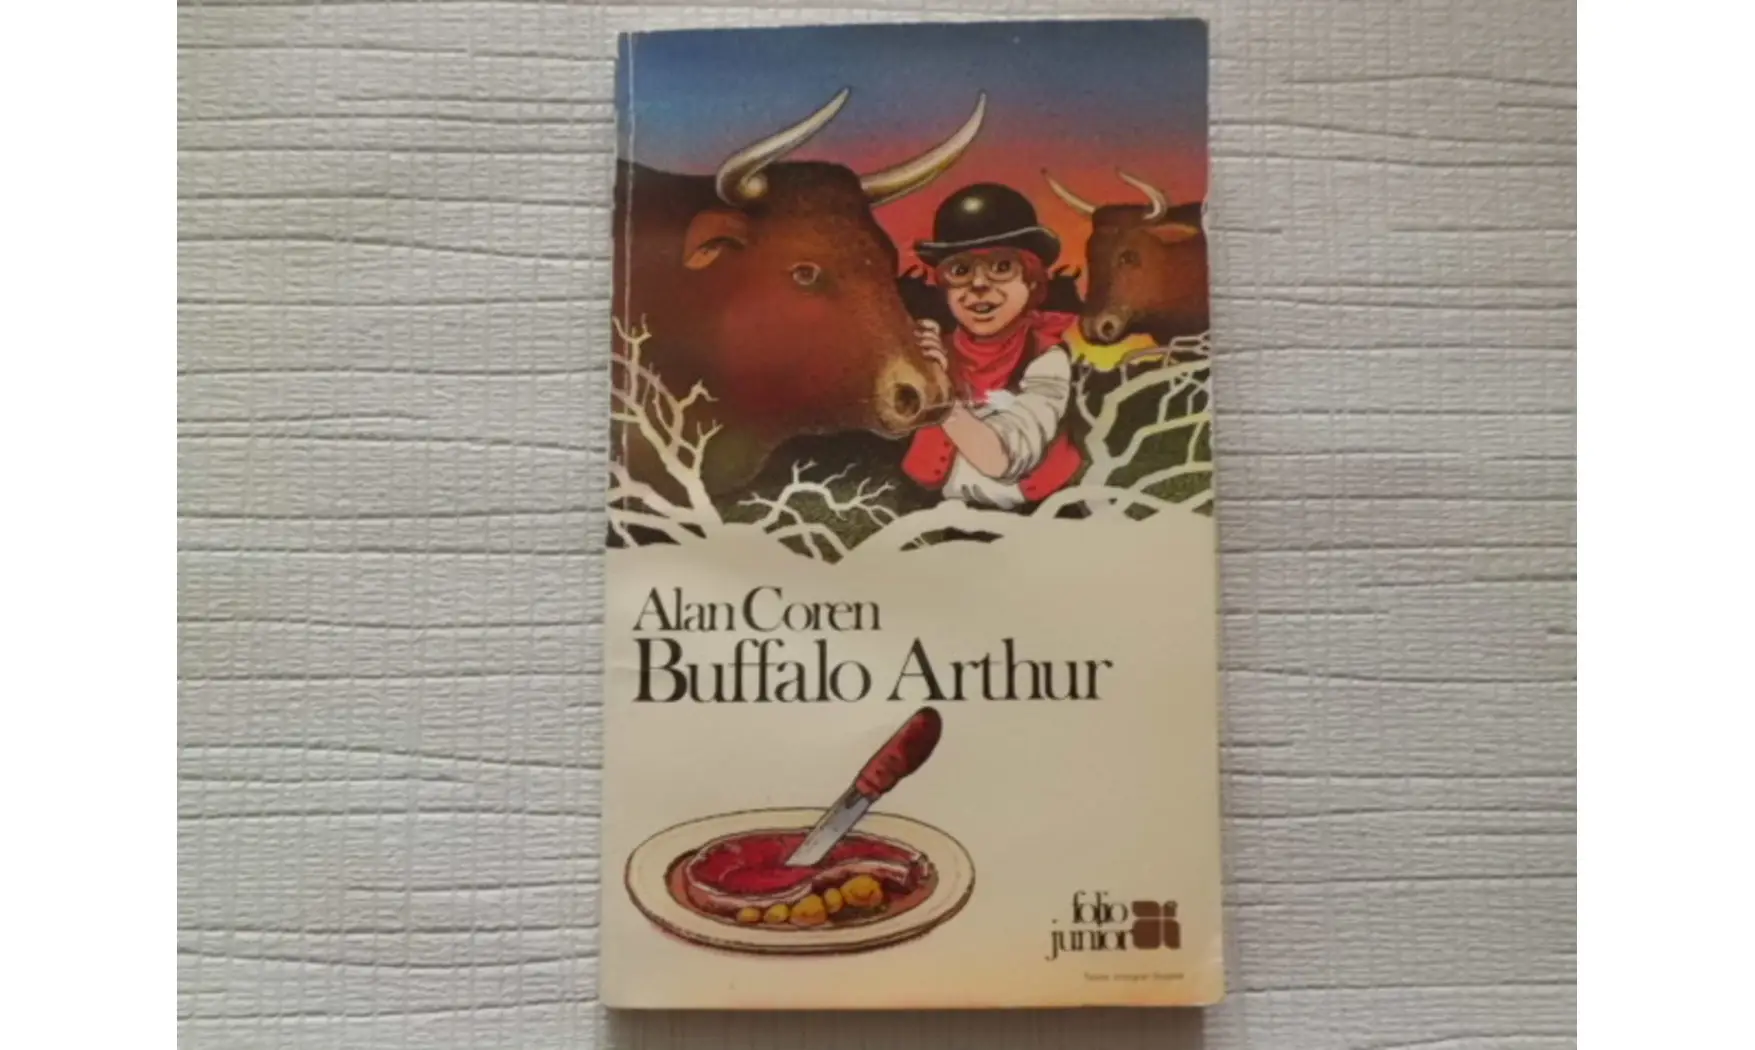 Alan Coren
Buffalo Arthur
folio
junior